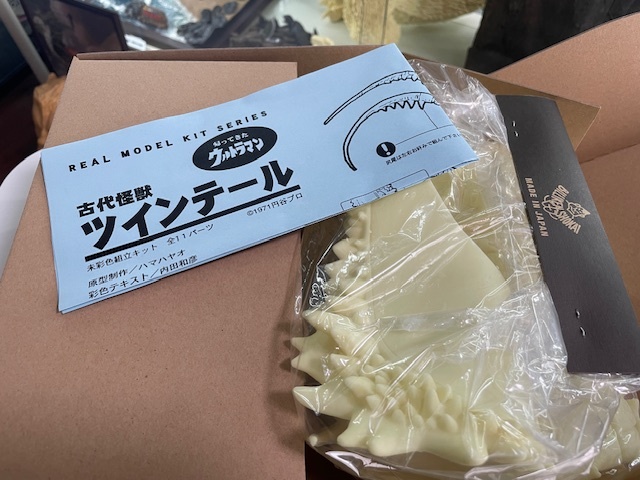 REAL MODEL KIT SERIES
帰ってきた
ウルトラマン
古代怪獣
ツインテール
©1971円谷プロ
未彩色組立キット 全11パーツ
原型制作/ハマハヤオ
彩色テキスト/内田和彦
!
MADE IN JAPAN